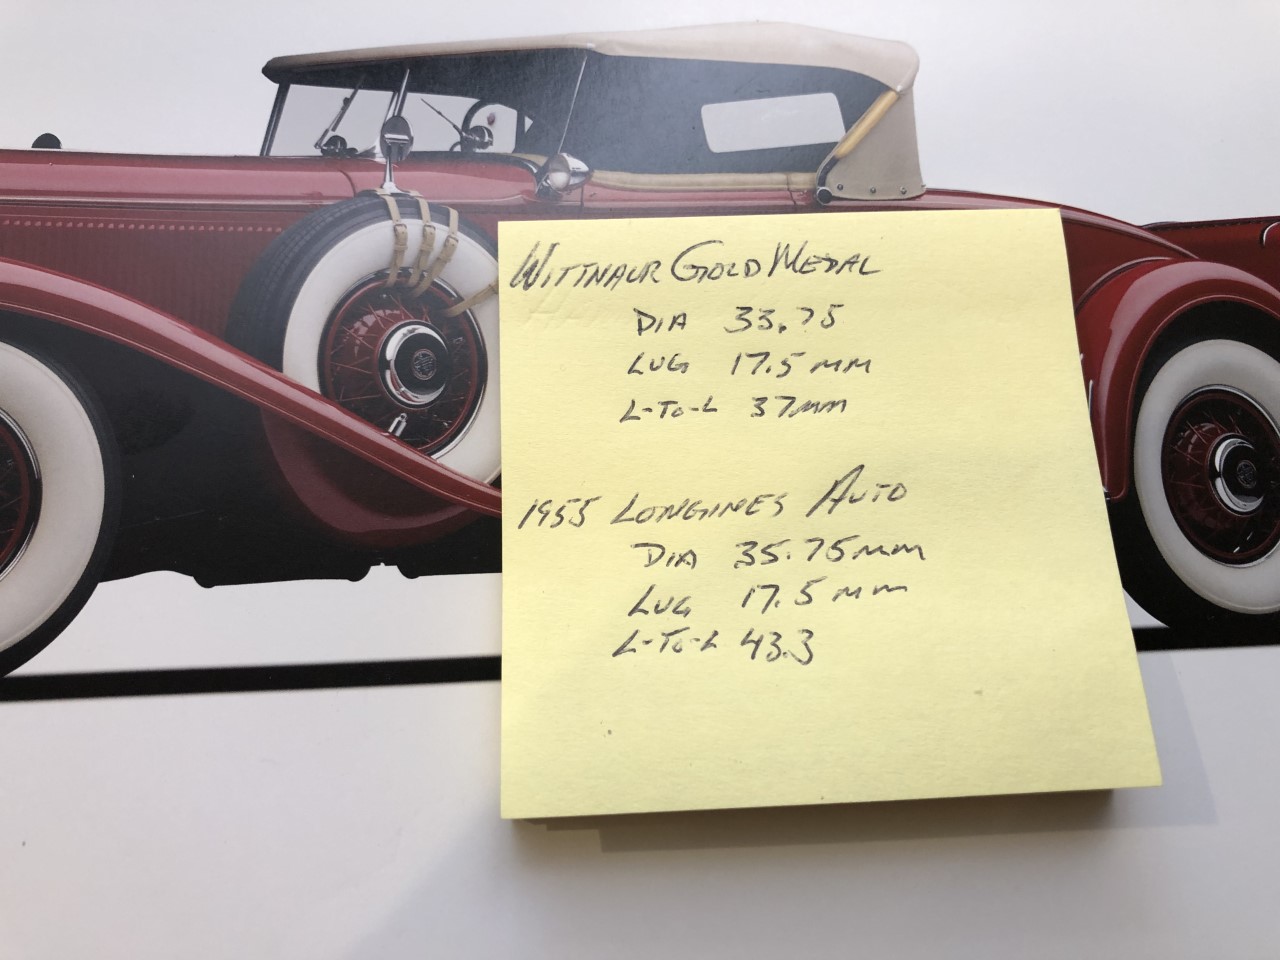 WITTNAUR GOLD MEDAL
DIA 33.75
LUG 17.5 MM
L-TO-L 37MM
1955 LONGINES AUTO
DIA 35.75MM
LUG 17.5 MM
L-TO-L 43.3